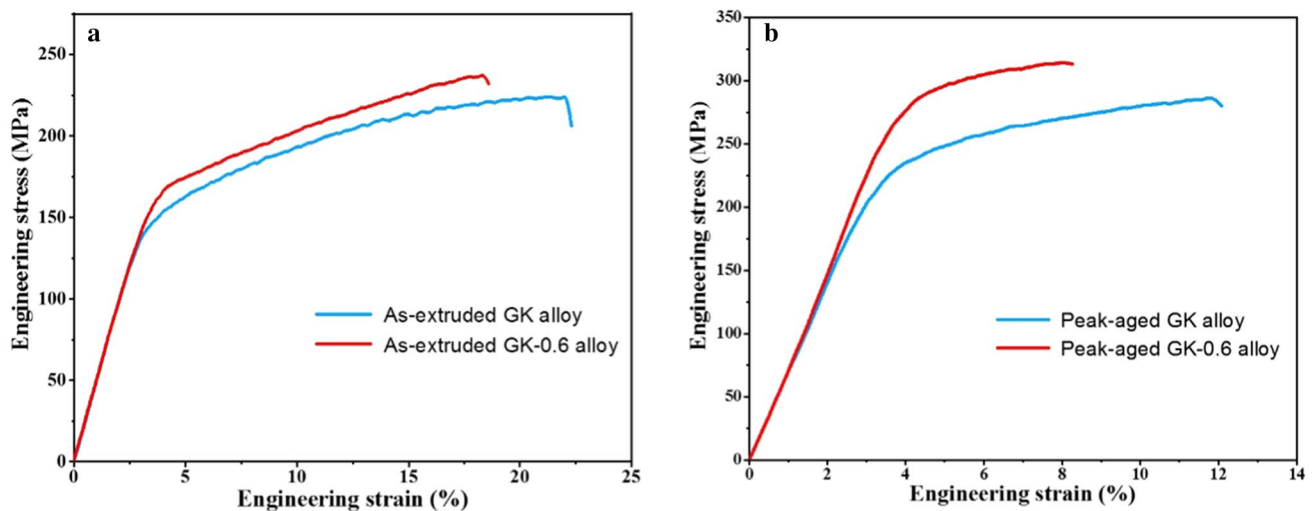 a
Engineering stress (MPa)
250
200
150
100
50
0
0 5 10 15 20 25
Engineering strain (%)
As-extruded GK alloy
As-extruded GK-0.6 alloy
b
Engineering stress (MPa)
350
300
250
200
150
100
50
0
0 2 4 6 8 10 12 14
Engineering strain (%)
Peak-aged GK alloy
Peak-aged GK-0.6 alloy